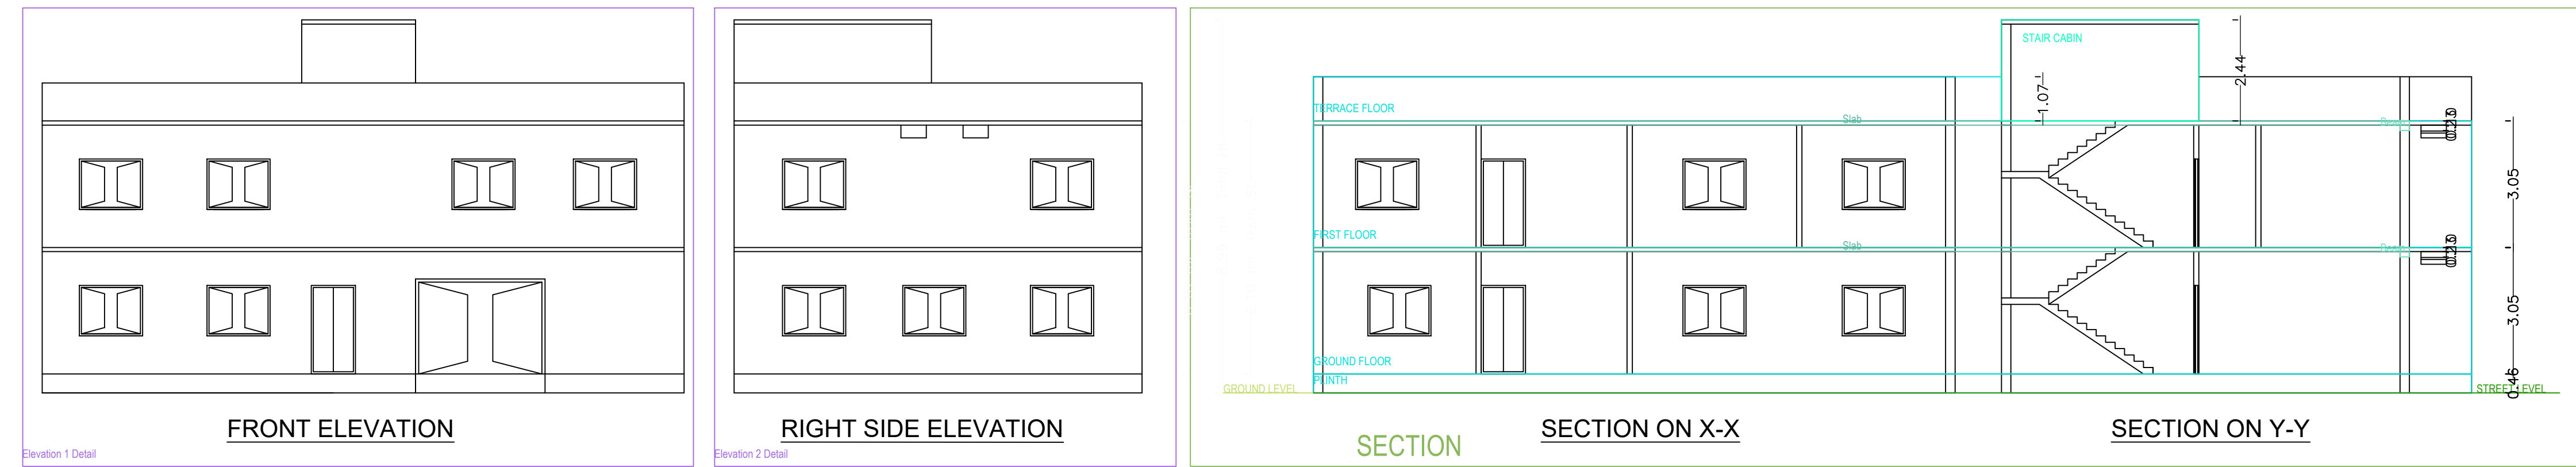 FRONT ELEVATION
Elevation 1 Detail
RIGHT SIDE ELEVATION
Elevation 2 Detail
STAIR CABIN
2.44
1.07
TERRACE FLOOR
Slab
3.05
FIRST FLOOR
Slab
3.05
GROUND FLOOR
PLINTH
GROUND LEVEL
0.46
STREET LEVEL
SECTION ON X-X
SECTION ON Y-Y
SECTION